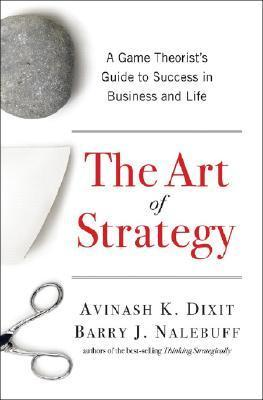 A Game Theorist's
Guide to Success in
Business and Life
The Art
of
Strategy
AVINASH K. DIXIT
BARRY J. NALEBUFF
authors of the best-selling Thinking Strategically